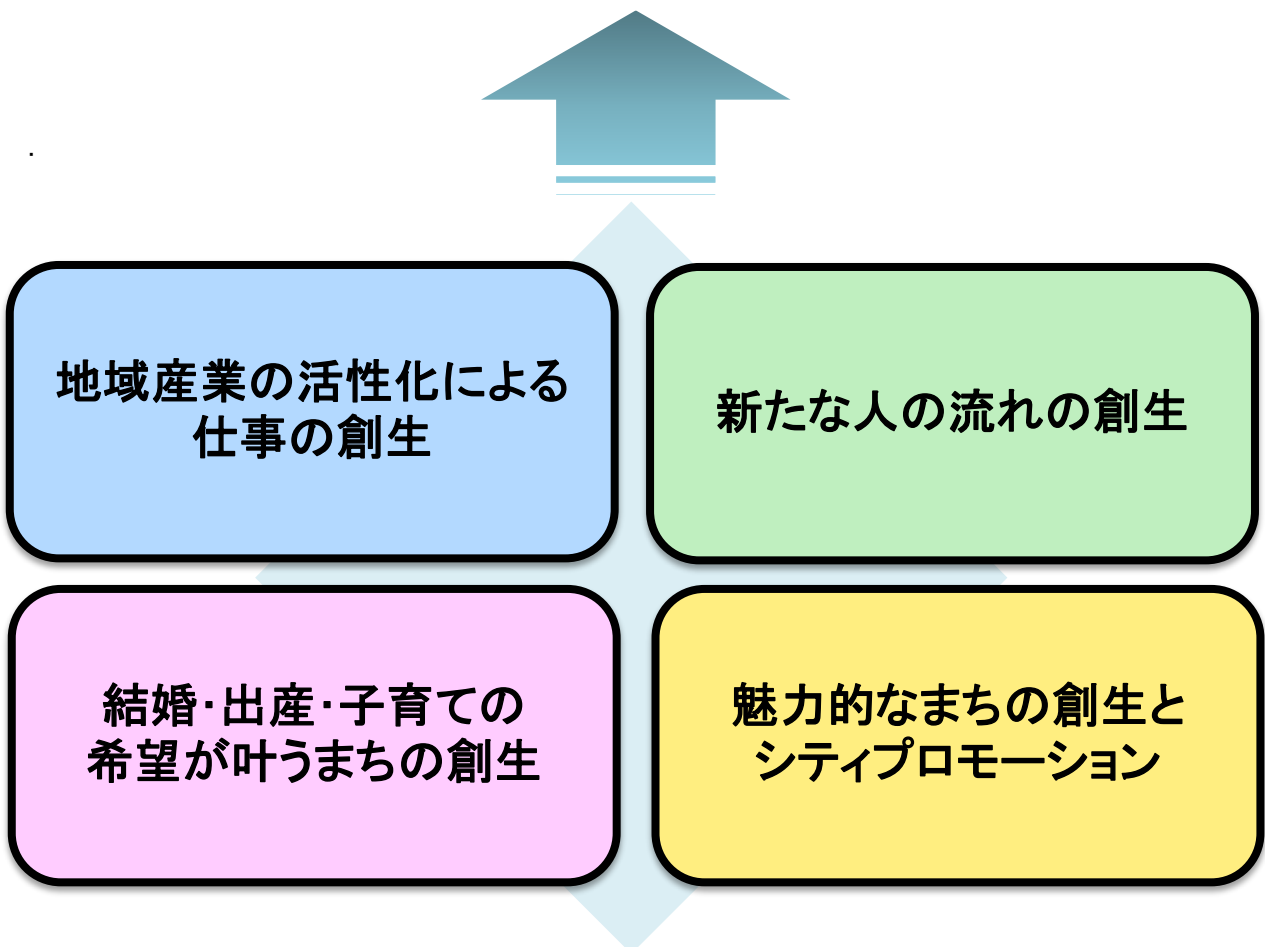 地域産業の活性化による
仕事の創生
新たな人の流れの創生
結婚・出産・子育ての
希望が叶うまちの創生
魅力的なまちの創生と
シティプロモーション